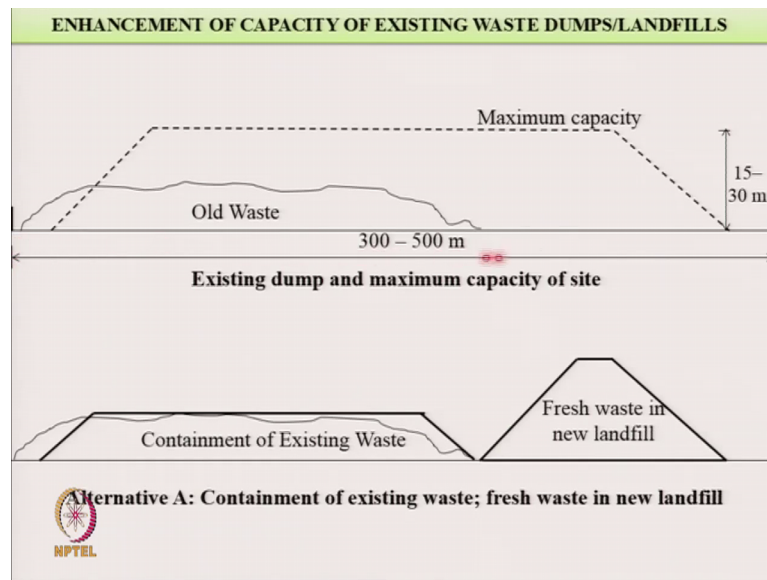 ENHANCEMENT OF CAPACITY OF EXISTING WASTE DUMPS/LANDFILLS
Maximum capacity
15–
30 m
Old Waste
300 – 500 m
Existing dump and maximum capacity of site
Fresh waste in
new landfill
Containment of Existing Waste
Alternative A: Containment of existing waste; fresh waste in new landfill
NPTEL